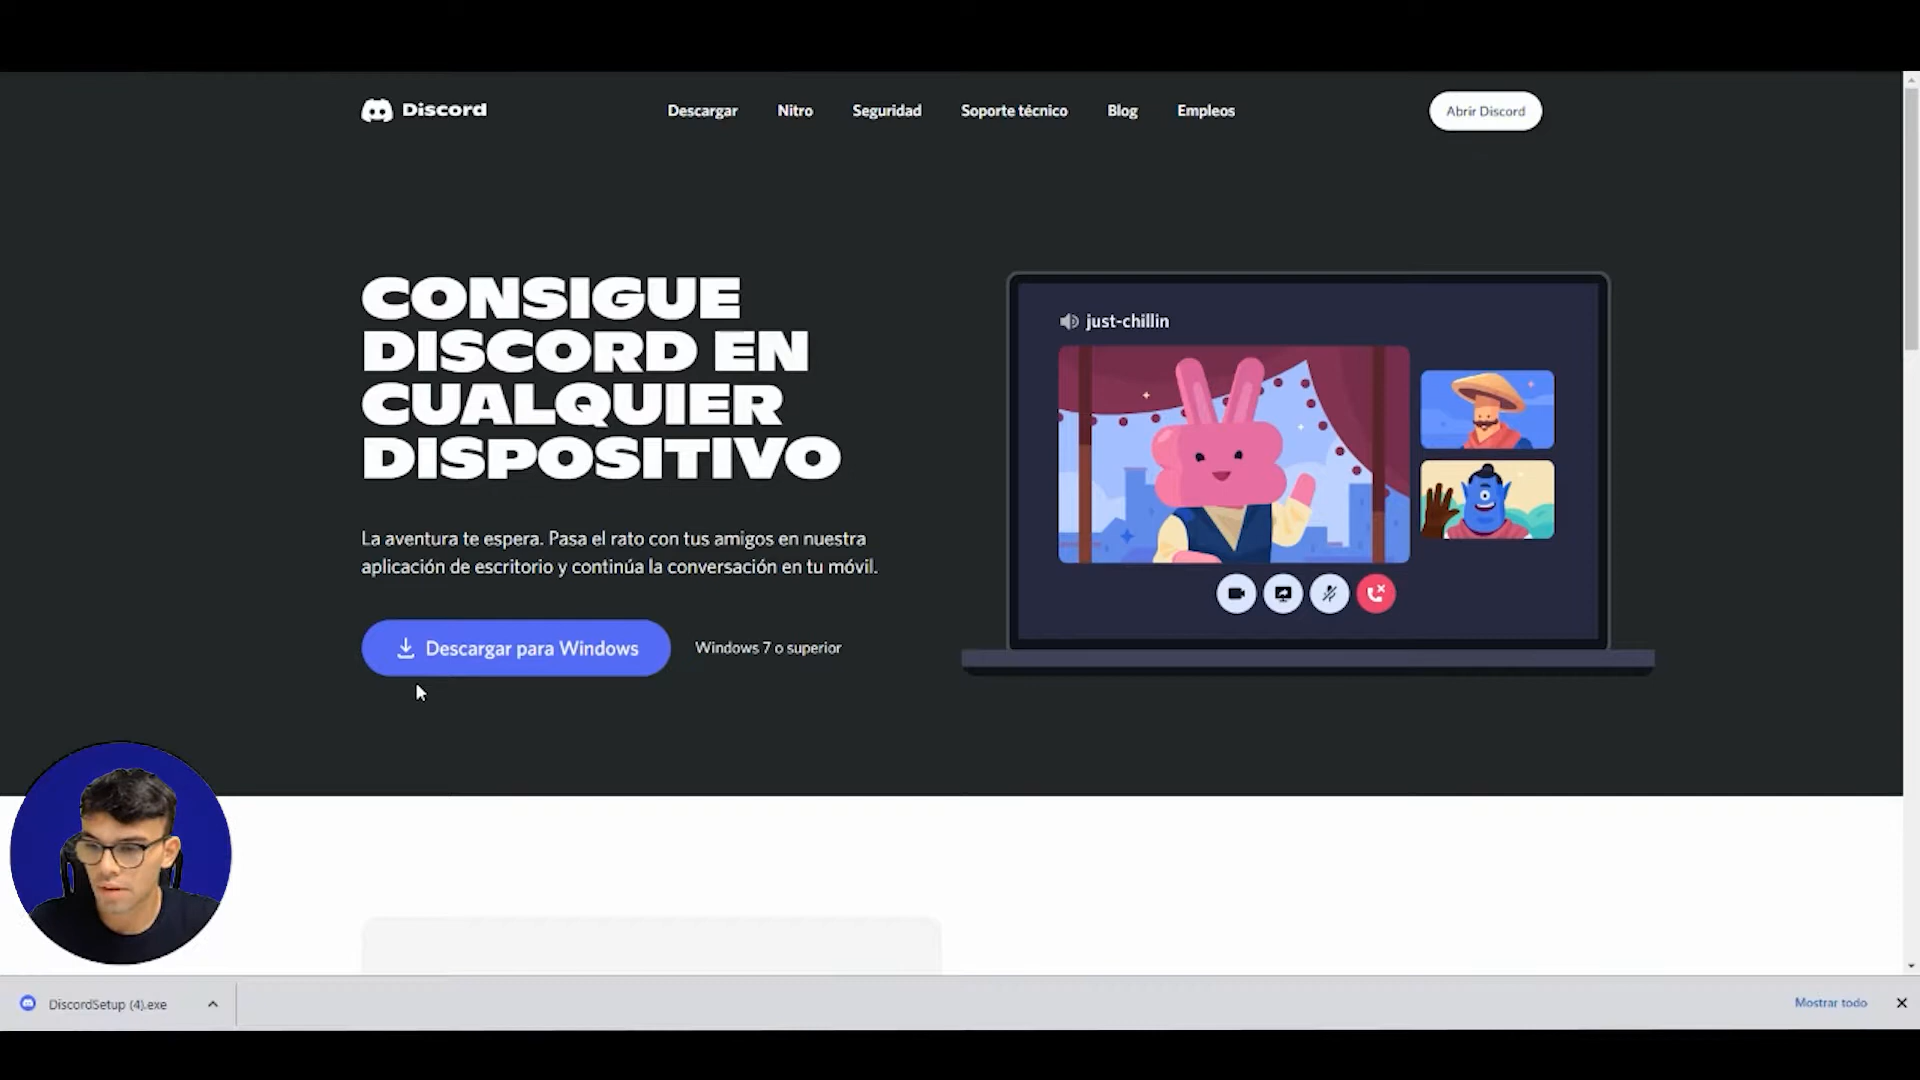 Discord
Descargar
Nitro
Seguridad
Soporte técnico
Blog
Empleos
Abrir Discord
CONSIGUE
DISCORD EN
CUALQUIER
DISPOSITIVO
just-chillin
La aventura te espera. Pasa el rato con tus amigos en nuestra
aplicación de escritorio y continúa la conversación en tu móvil.
Descargar para Windows
Windows 7 o superior
DiscordSetup (4).exe
Mostrar todo